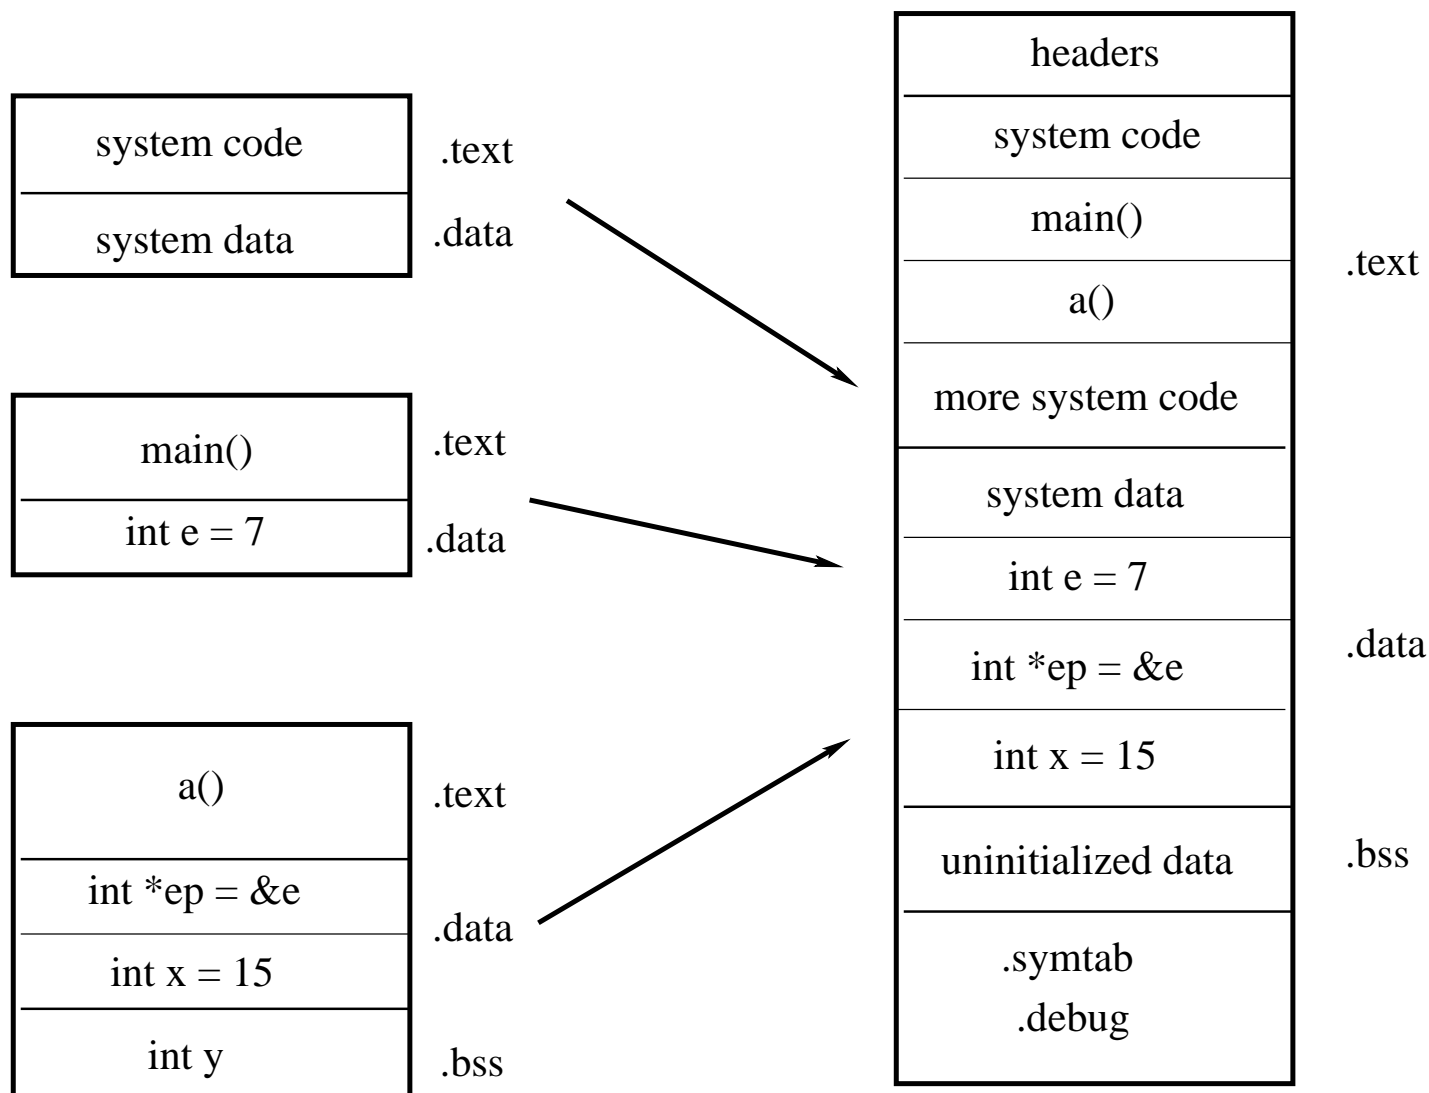 system code
.text
system data
.data
main()
.text
int e = 7
.data
a()
.text
int *ep = &e
.data
int x = 15
int y
.bss
headers
system code
main()
.text
a()
more system code
system data
int e = 7
int *ep = &e
.data
int x = 15
uninitialized data
.bss
.symtab
.debug